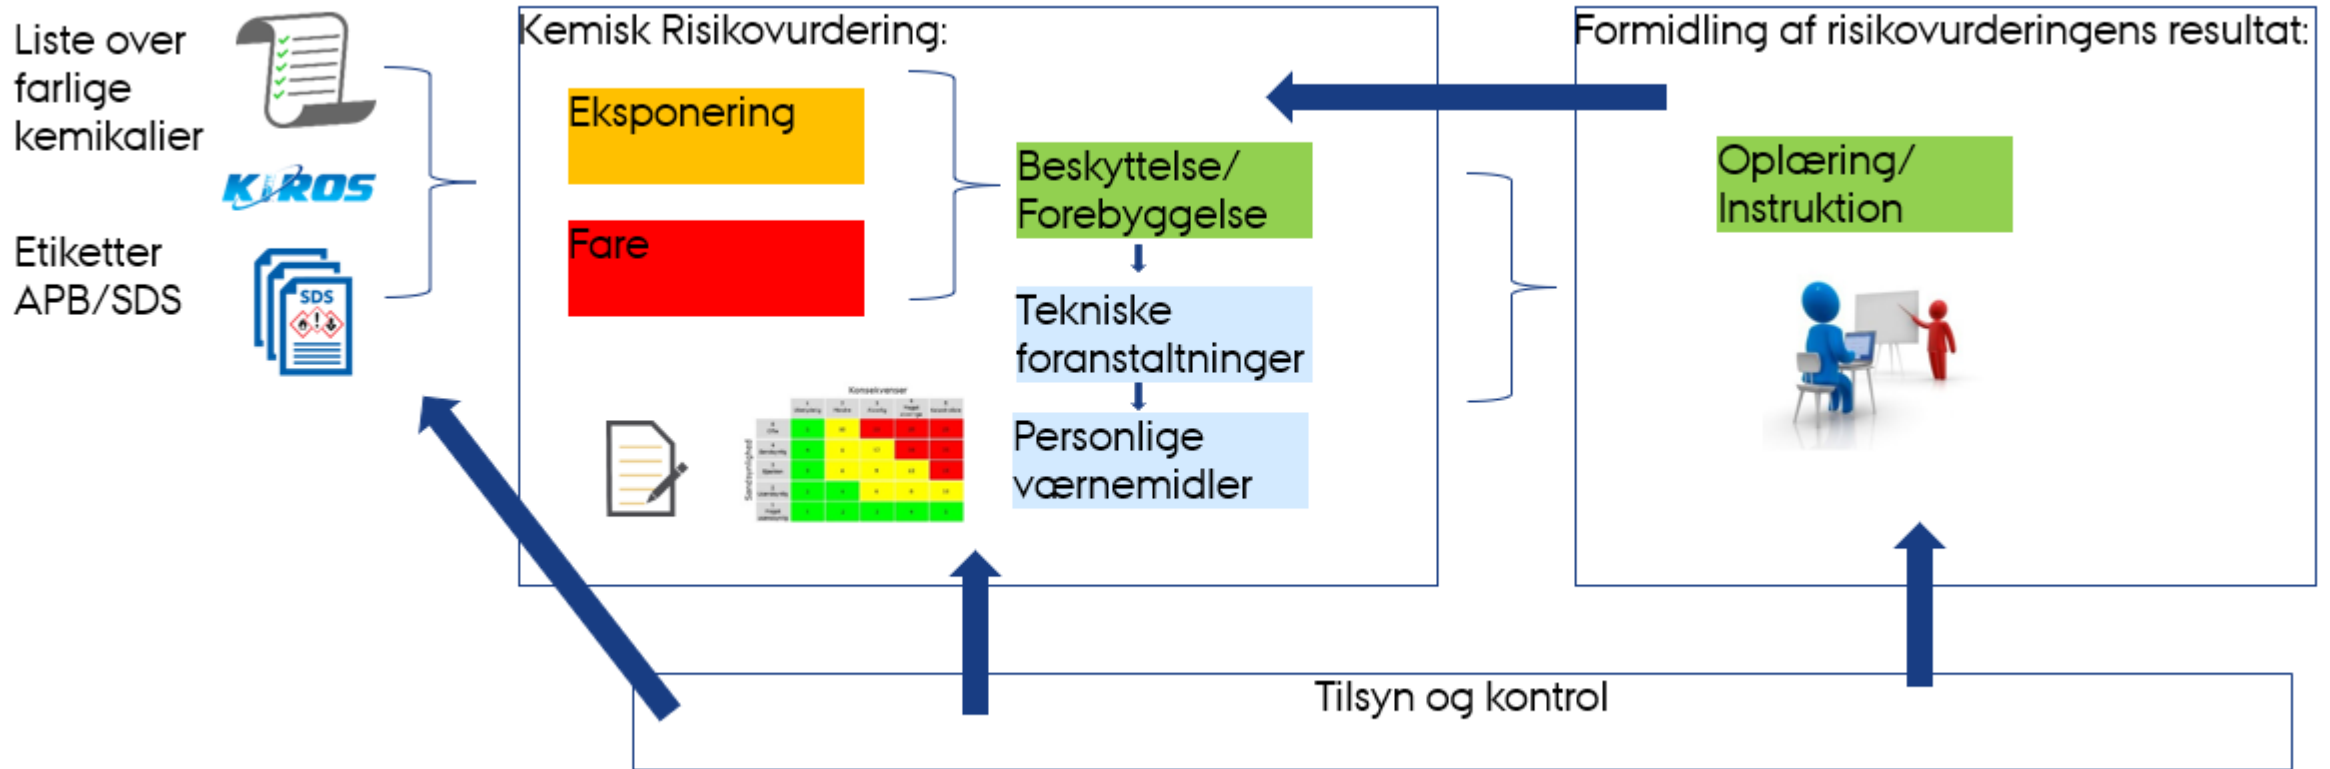 Liste over
farlige
kemikalier
KIROS
Etiketter
APB/SDS
SDS
Kemisk Risikovurdering:
Eksponering
Fare
Beskyttelse/
Forebyggelse
Tekniske
foranstaltninger
Personlige
værnemidler
Konsekvenser
Sandsynlighed
Formidling af risikovurderingens resultat:
Oplæring/
Instruktion
Tilsyn og kontrol